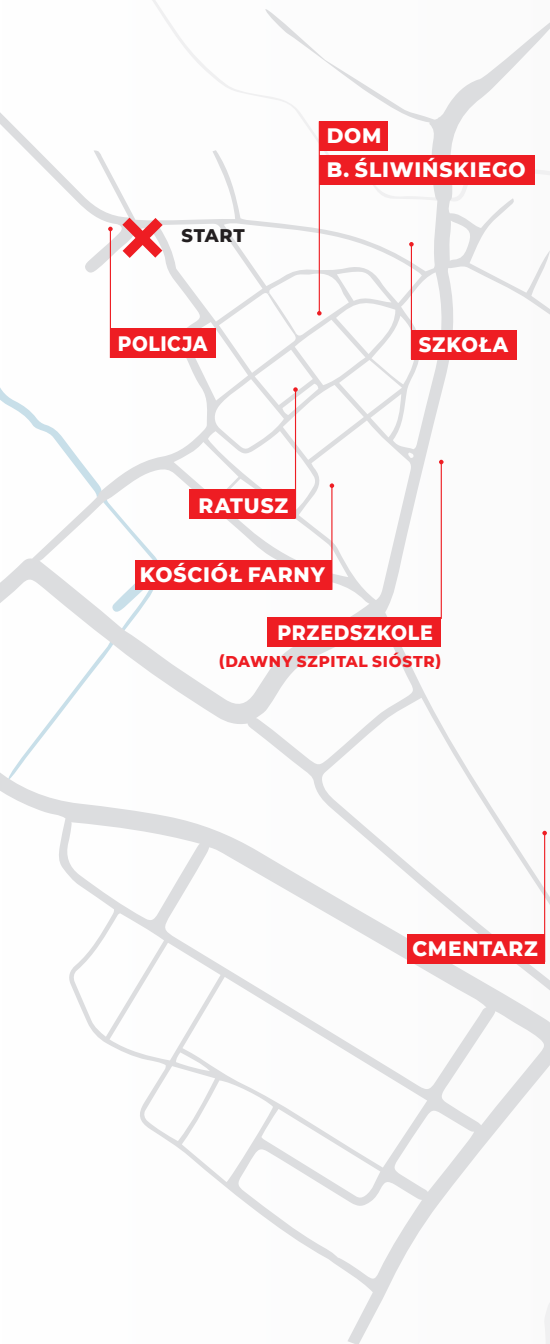 DOM
B. ŚLIWIŃSKIEGO
START
POLICJA
SZKOŁA
RATUSZ
KOŚCIÓŁ FARNY
PRZEDSZKOLE
(DAWNY SZPITAL SIÓSTR)
CMENTARZ